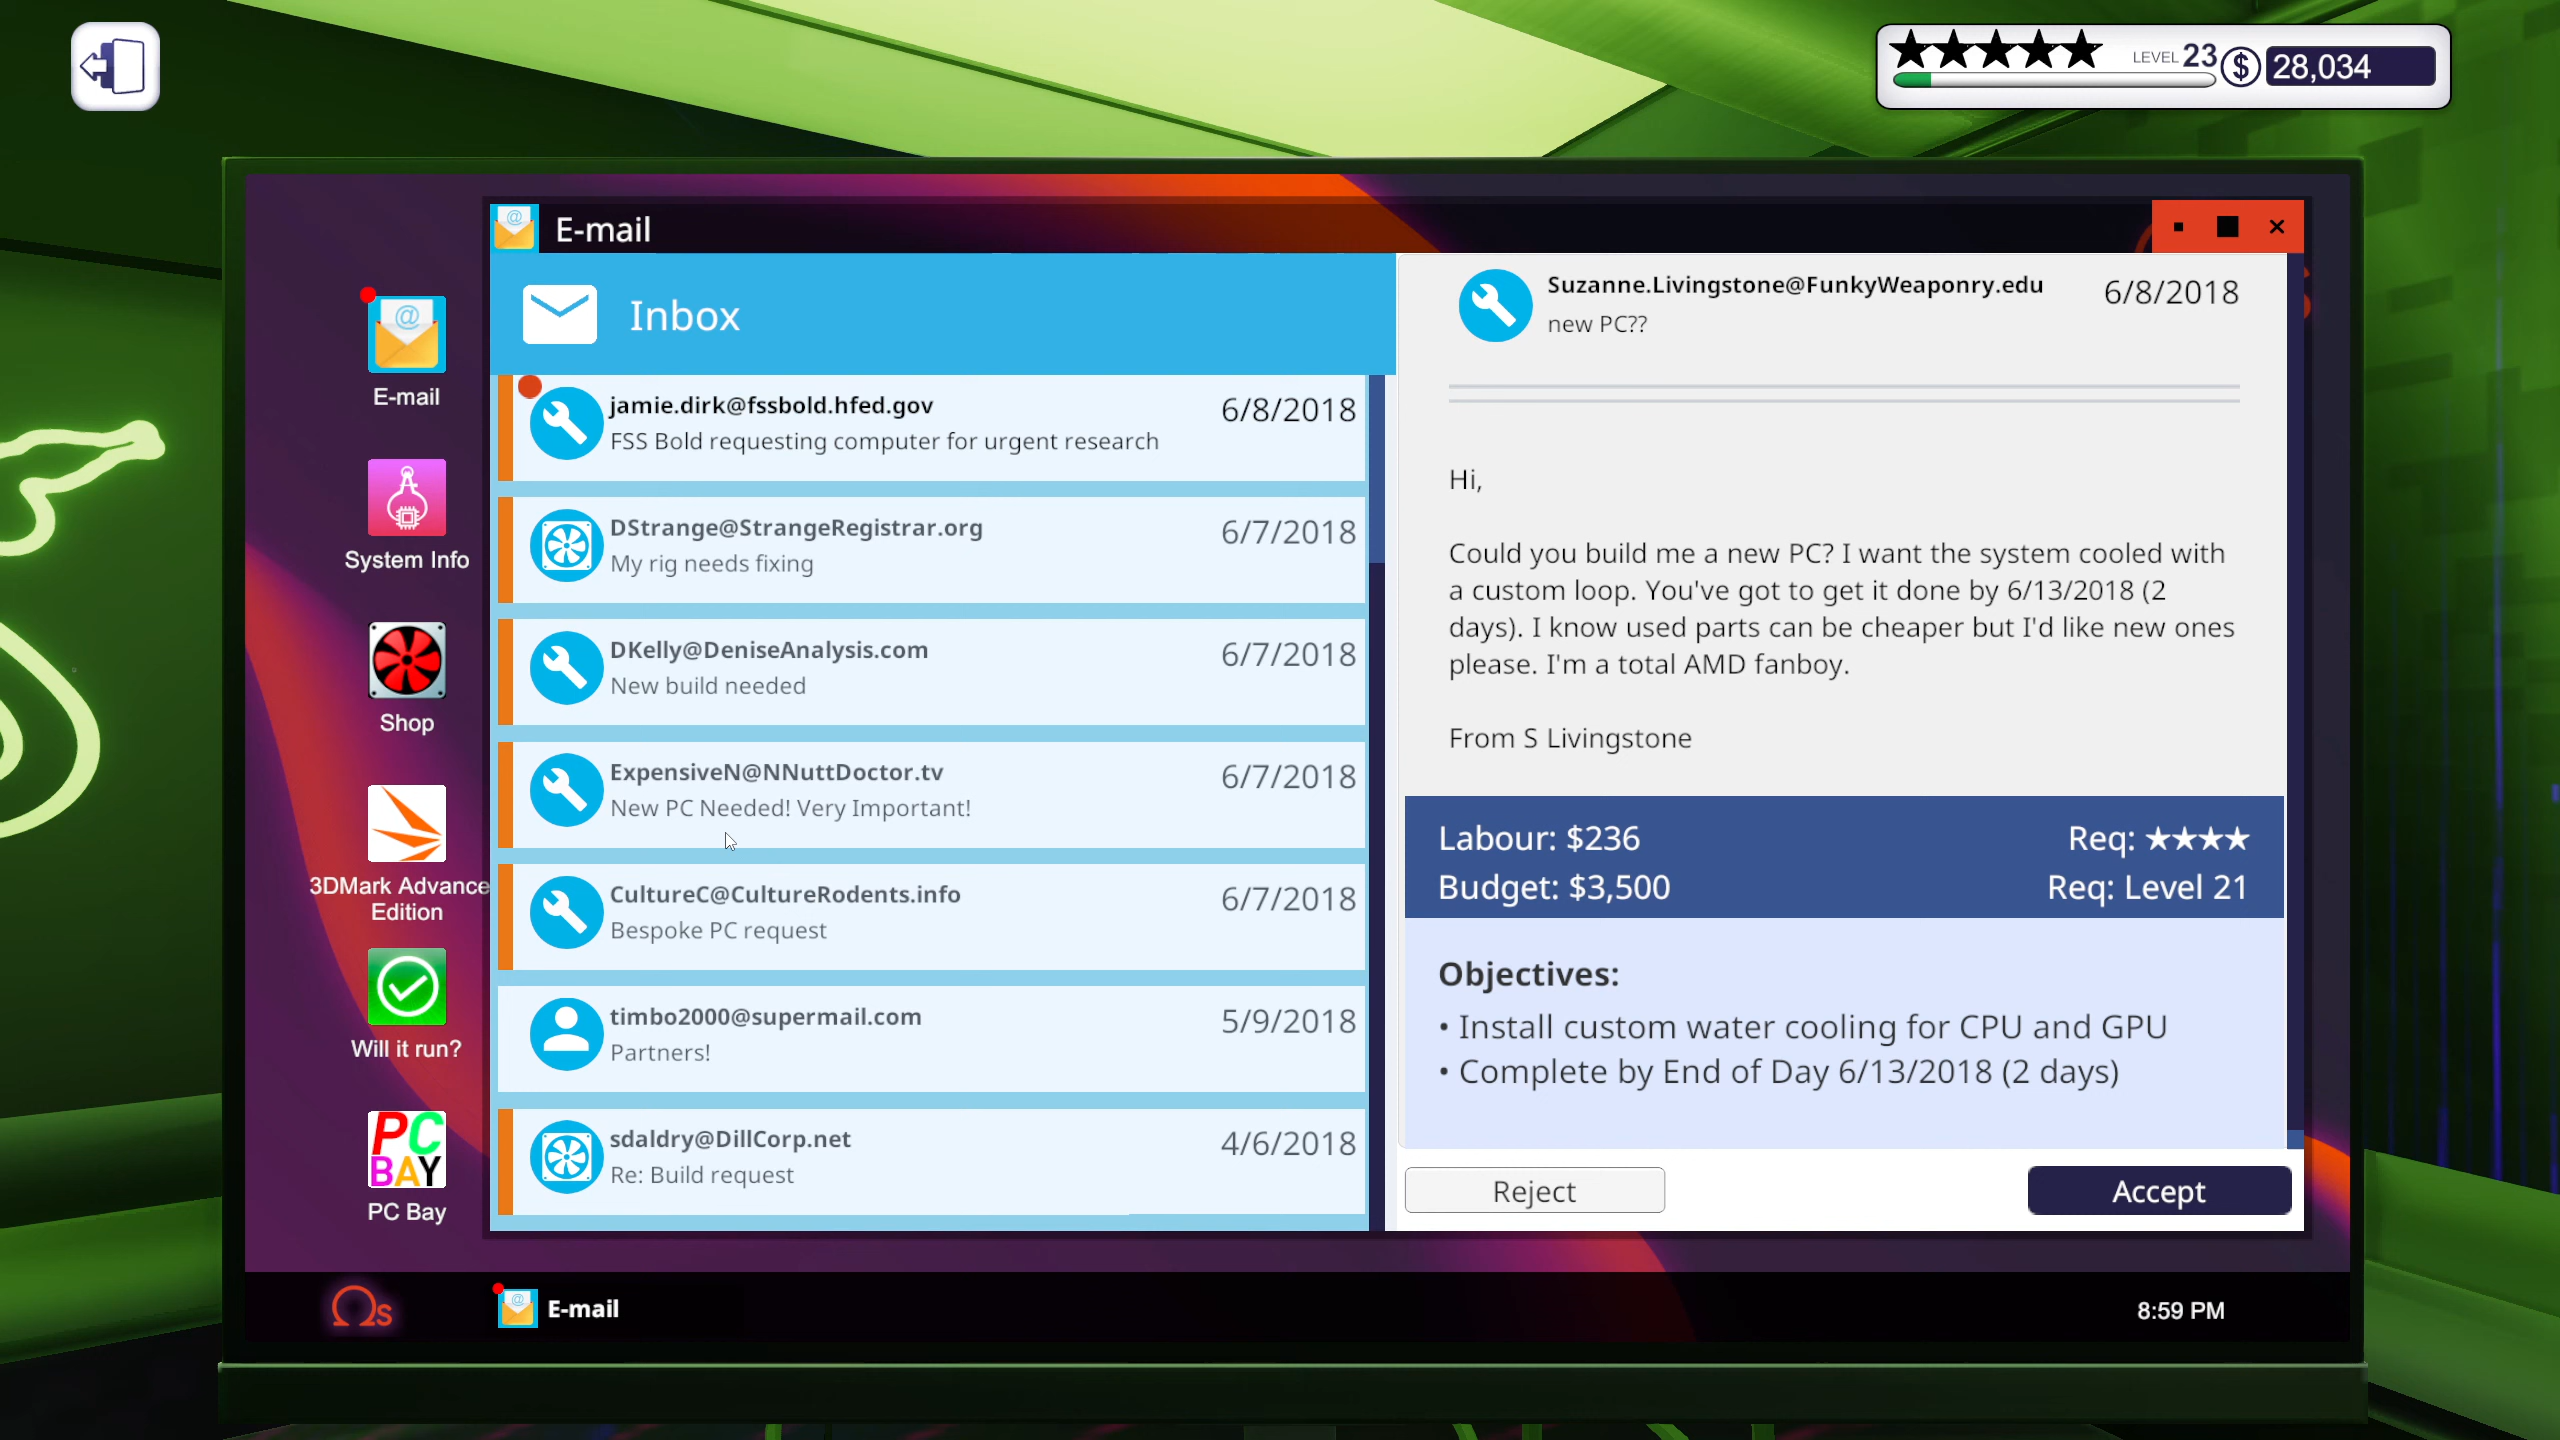 ★★★★★ LEVEL 23 $ 28,034
E-mail
Inbox
jamie.dirk@fssbold.hfed.gov 6/8/2018
FSS Bold requesting computer for urgent research
DStrange@StrangeRegistrar.org 6/7/2018
My rig needs fixing
DKelly@DeniseAnalysis.com 6/7/2018
New build needed
ExpensiveN@NNuttDoctor.tv 6/7/2018
New PC Needed! Very Important!
CultureC@CultureRodents.info 6/7/2018
Bespoke PC request
timbo2000@supermail.com 5/9/2018
Partners!
sdaldry@DillCorp.net 4/6/2018
Re: Build request
Suzanne.Livingstone@FunkyWeaponry.edu 6/8/2018
new PC??
Hi,
Could you build me a new PC? I want the system cooled with
a custom loop. You've got to get it done by 6/13/2018 (2
days). I know used parts can be cheaper but I'd like new ones
please. I'm a total AMD fanboy.
From S Livingstone
Labour: $236 Req: ★★★★
Budget: $3,500 Req: Level 21
Objectives:
• Install custom water cooling for CPU and GPU
• Complete by End of Day 6/13/2018 (2 days)
Reject Accept
E-mail
System Info
Shop
3DMark Advance
Edition
Will it run?
PC
BAY
PC Bay
Ωs E-mail 8:59 PM